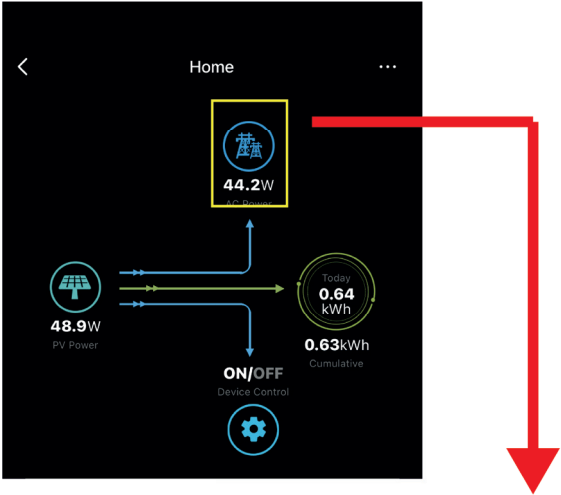 Home
44.2W
AC Power
Today
0.64
kWh
48.9W
PV Power
0.63kWh
Cumulative
ON/OFF
Device Control